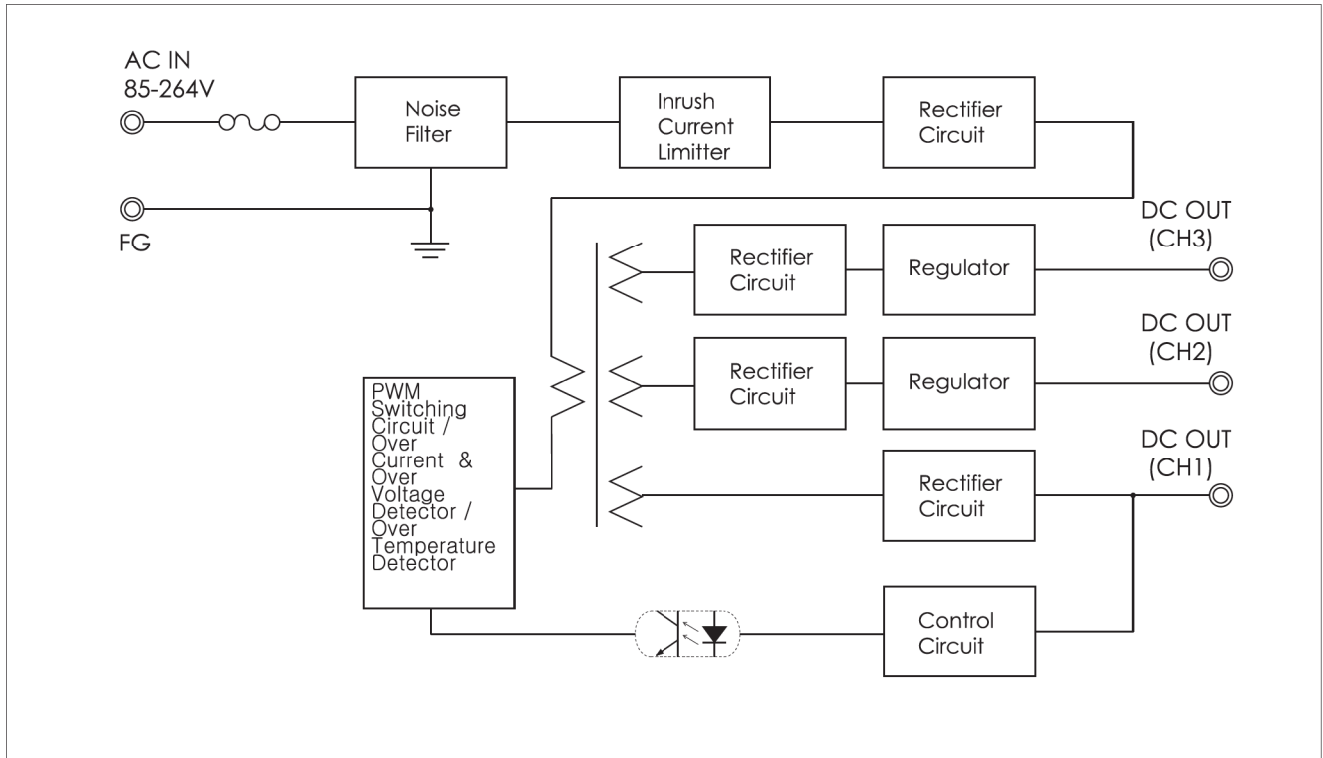 AC IN
85-264V
Noise
Filter
Inrush
Current
Limitter
Rectifier
Circuit
FG
DC OUT
(CH3)
Rectifier
Circuit
Regulator
DC OUT
(CH2)
Rectifier
Circuit
Regulator
PWM
Switching
Circuit /
Over
Current &
Over
Voltage
Detector /
Over
Temperature
Detector
DC OUT
(CH1)
Rectifier
Circuit
Control
Circuit